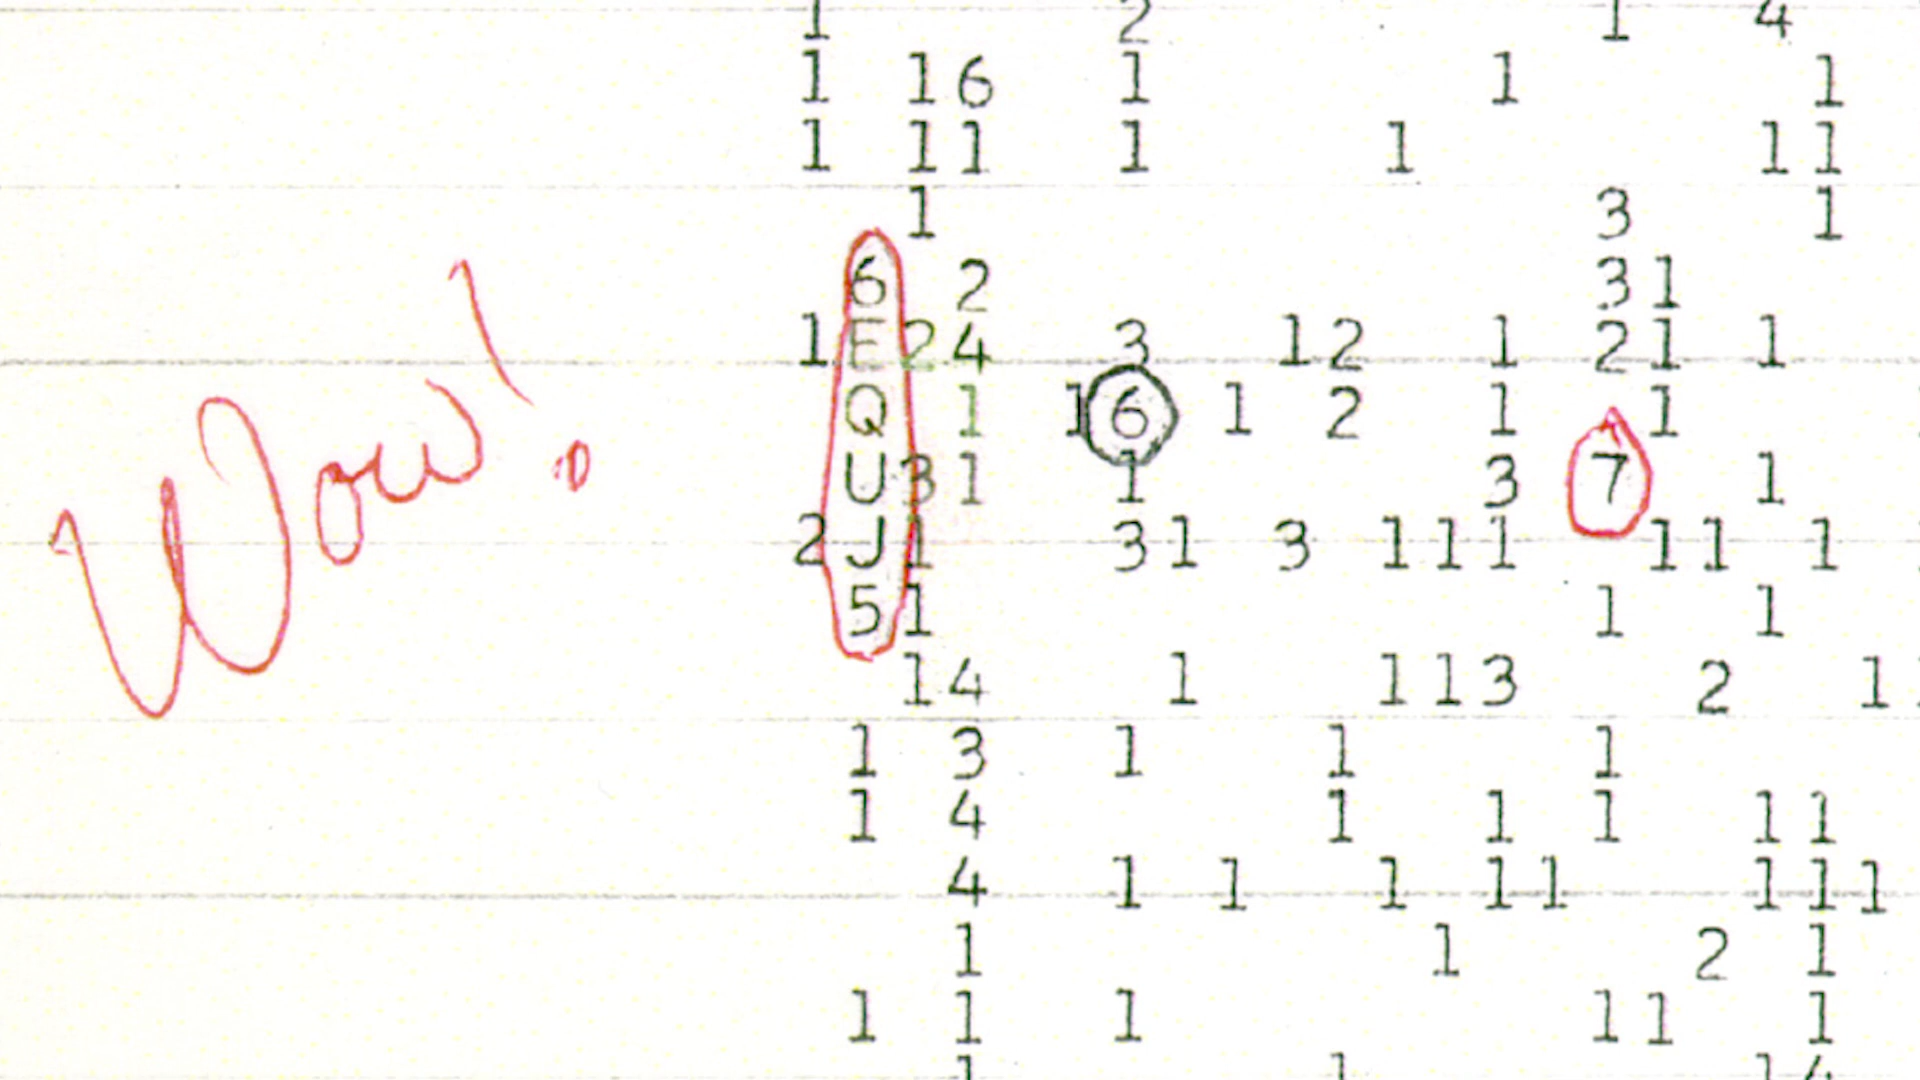 1 2 1 4
1 16 1 1 1
1 11 1 1 11
1 3 1
6 2 31
1E24 3 12 1 21 1
Q 1 16 1 2 1 1
U31 1 3 7 1
2J1 31 3 111 11 1
51 1 1
14 1 113 2 1
1 3 1 1 1
1 4 1 1 1 11
4 1 1 1 11 111
1 1 2 1
1 1 1 11 1
1 1 14
Wow!